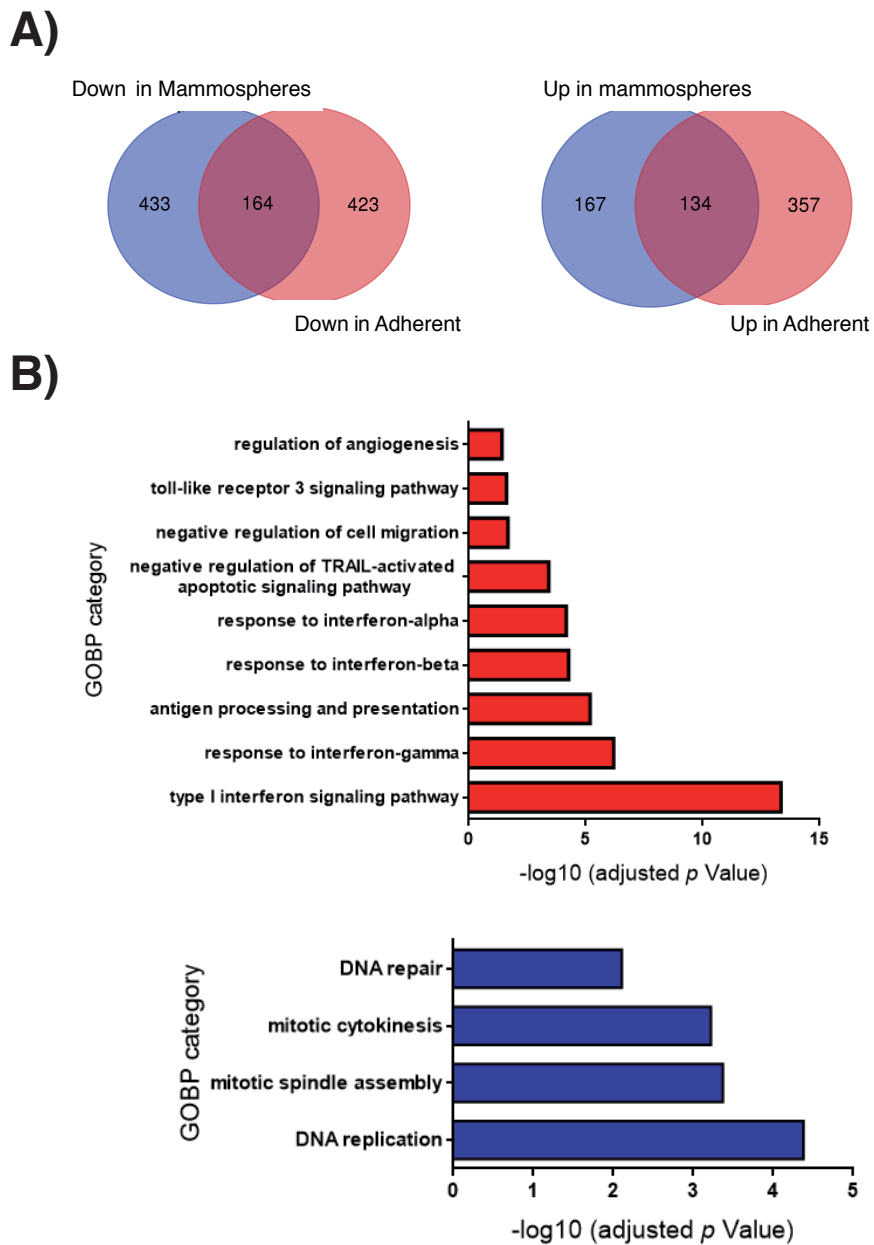 A)
Down in Mammospheres
Up in mammospheres
433
164
423
167
134
357
Down in Adherent
Up in Adherent
B)
GOBP category
regulation of angiogenesis
toll-like receptor 3 signaling pathway
negative regulation of cell migration
negative regulation of TRAIL-activated
apoptotic signaling pathway
response to interferon-alpha
response to interferon-beta
antigen processing and presentation
response to interferon-gamma
type I interferon signaling pathway
0 5 10 15
-log10 (adjusted p Value)
GOBP category
DNA repair
mitotic cytokinesis
mitotic spindle assembly
DNA replication
0 1 2 3 4 5
-log10 (adjusted p Value)